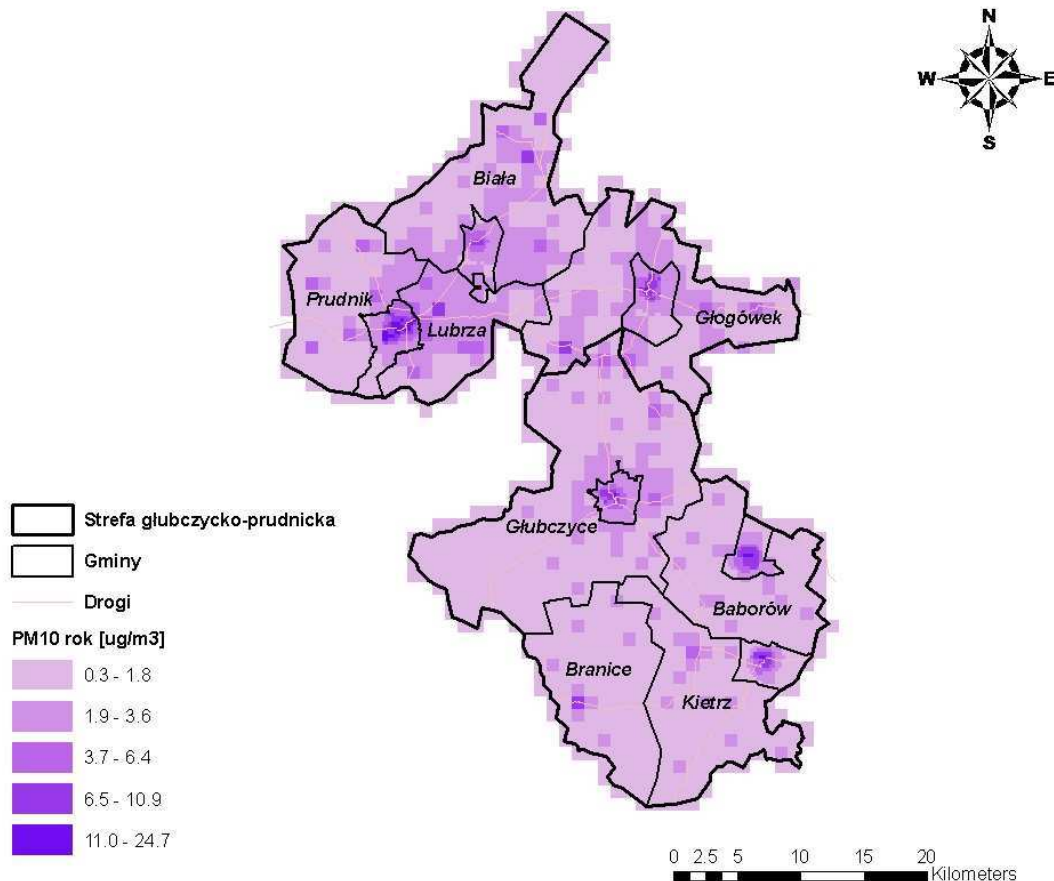 N
W E
S
Biała
Prudnik
Lubrza
Głogówek
Głubczyce
Baborów
Branice
Kietrz
Strefa głubczycko-prudnicka
Gminy
Drogi
PM10 rok [ug/m3]
0.3 - 1.8
1.9 - 3.6
3.7 - 6.4
6.5 - 10.9
11.0 - 24.7
0 2.5 5 10 15 20
Kilometers